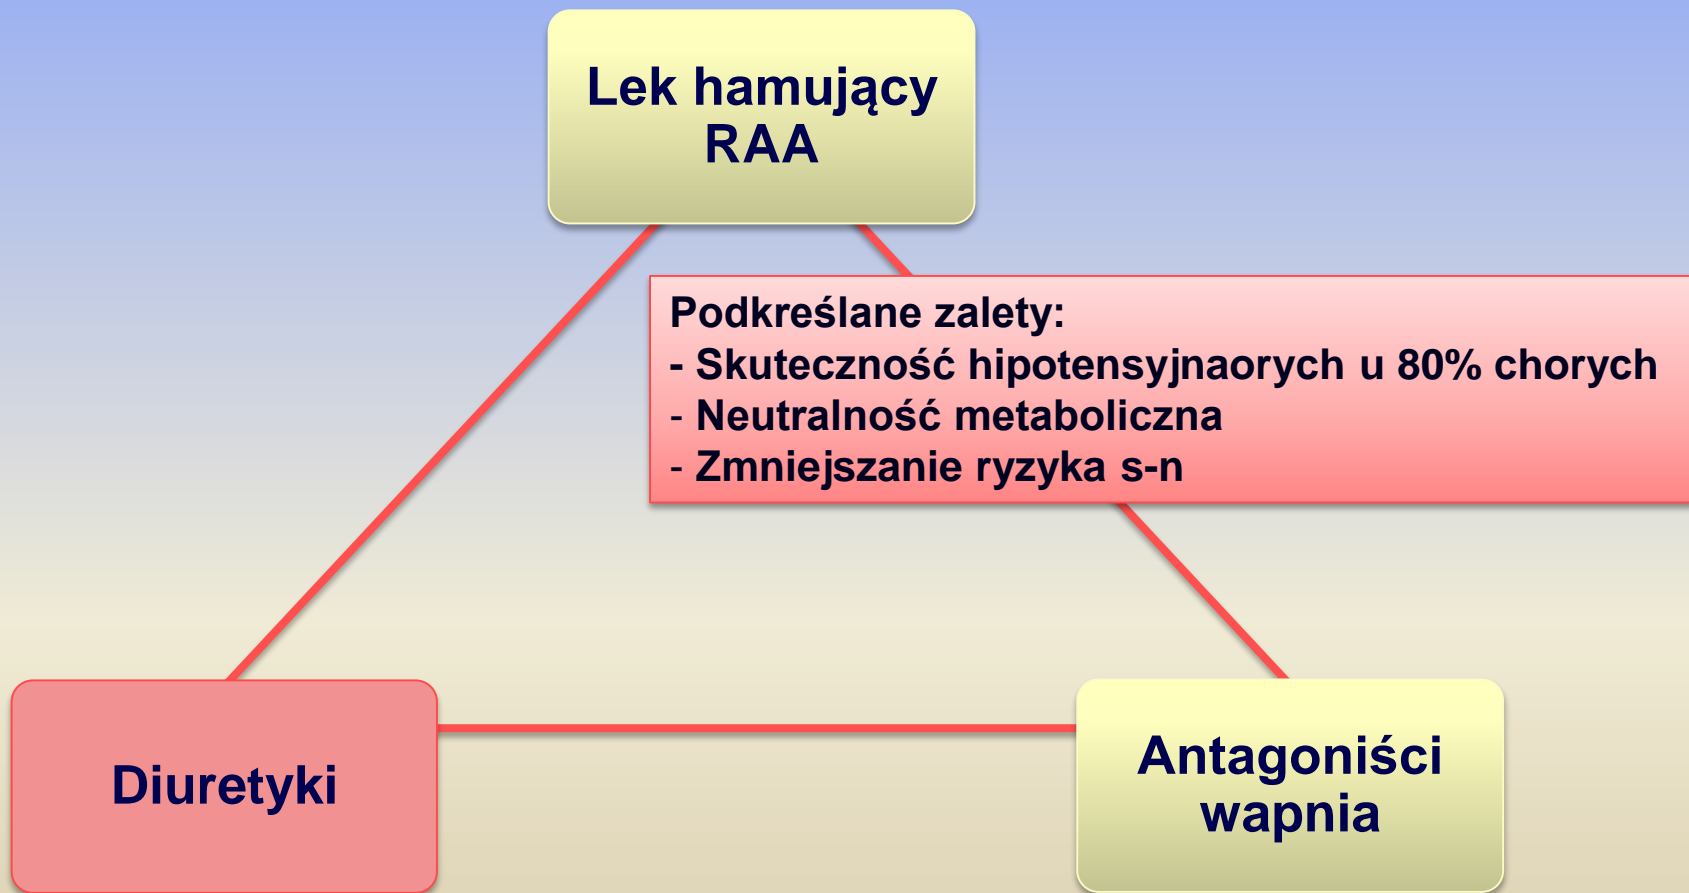 Lek hamujący
RAA
Podkreślane zalety:
- Skuteczność hipotensyjnaorych u 80% chorych
- Neutralność metaboliczna
- Zmniejszanie ryzyka s-n
Diuretyki
Antagoniści
wapnia